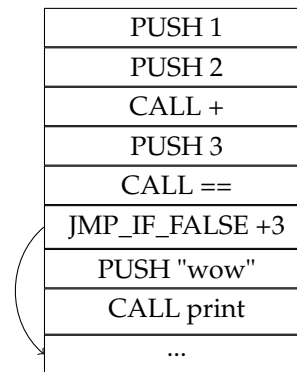 PUSH 1
PUSH 2
CALL +
PUSH 3
CALL ==
JMP_IF_FALSE +3
PUSH "wow"
CALL print
...